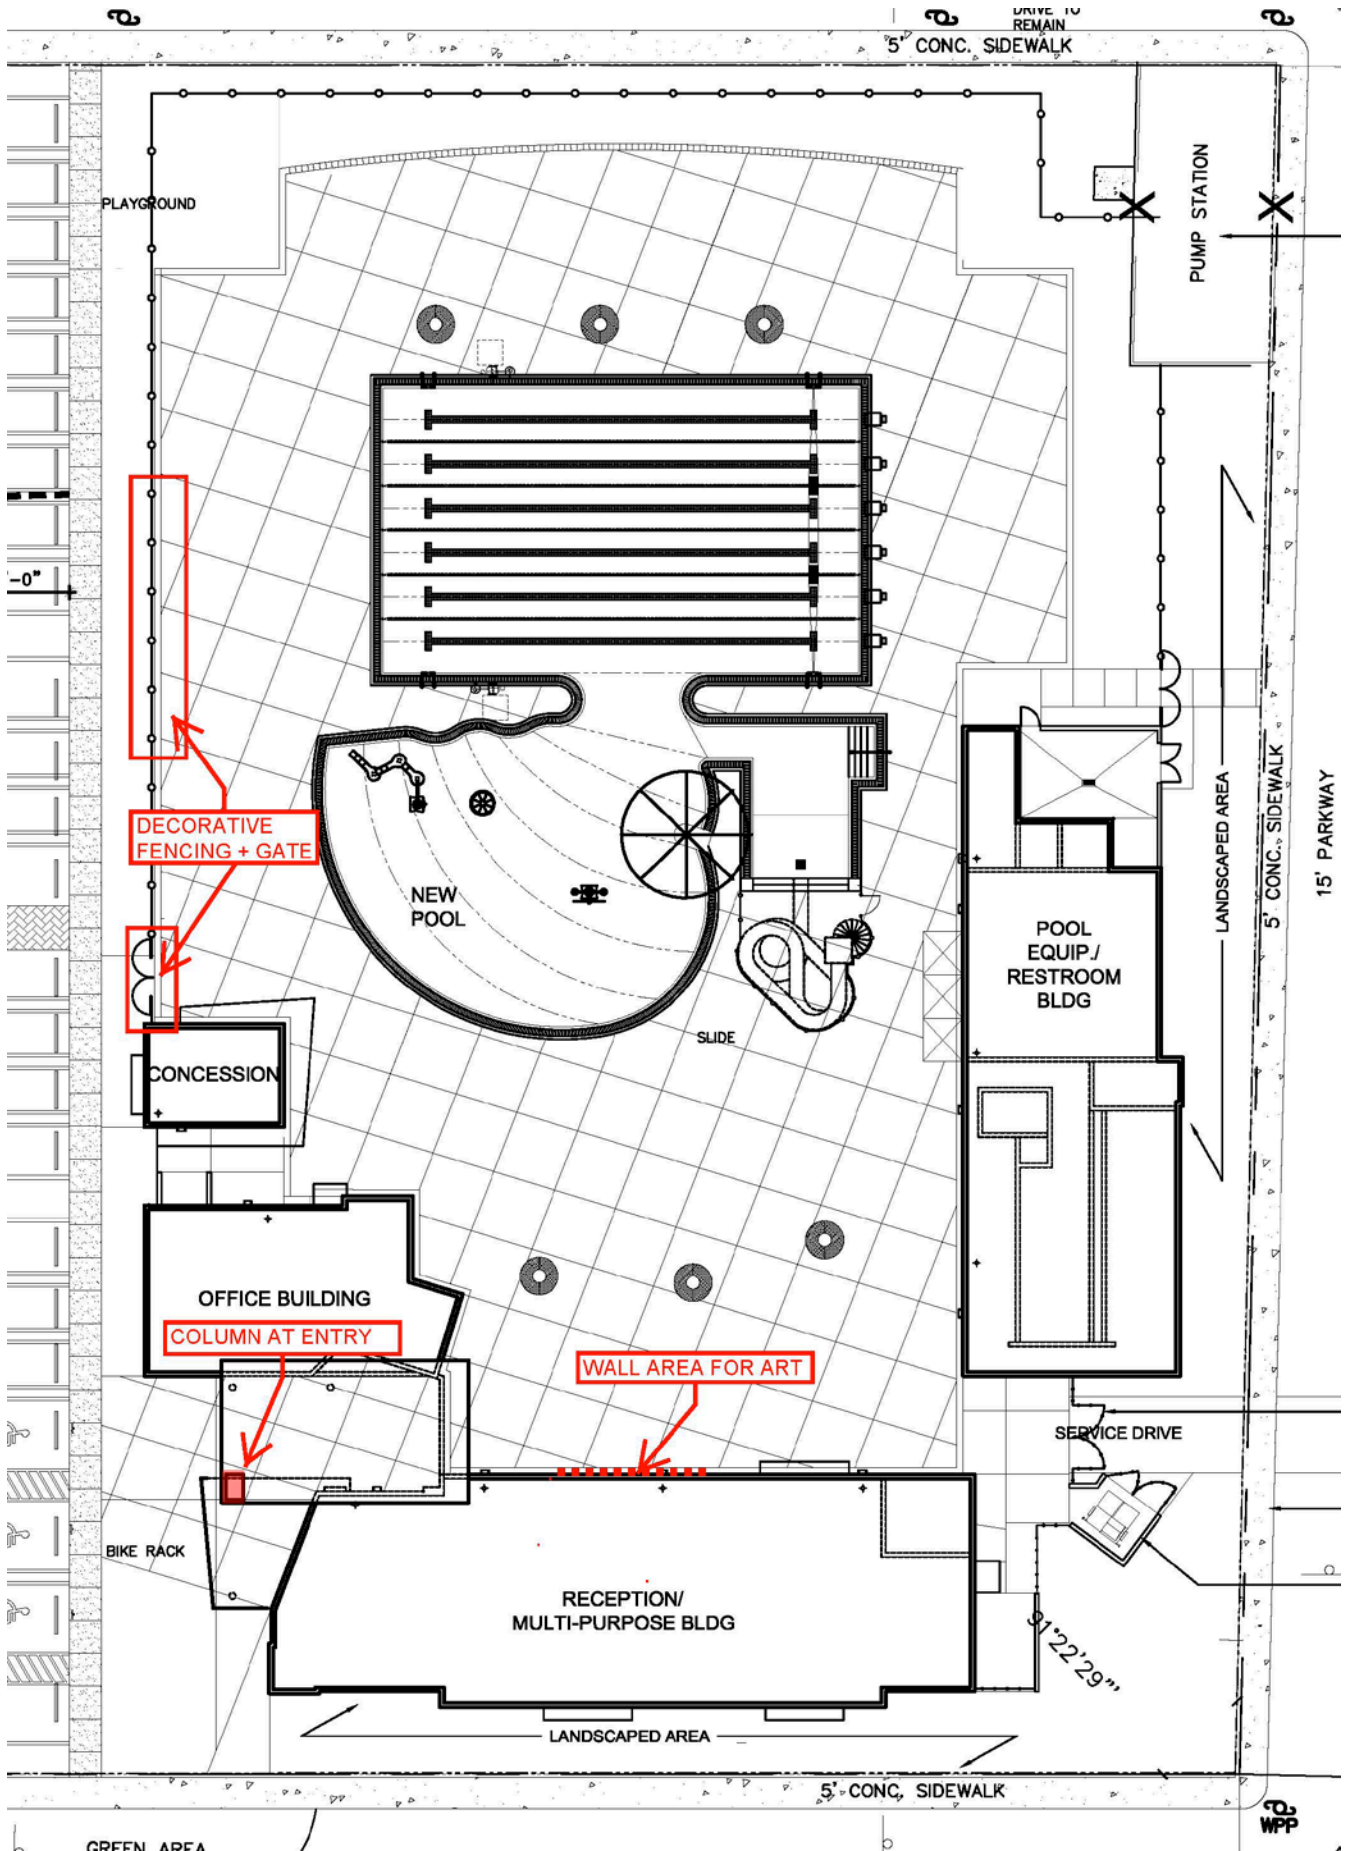 DRIVE TO
REMAIN
5' CONC. SIDEWALK
PLAYGROUND
PUMP STATION
-0"
DECORATIVE
FENCING + GATE
NEW
POOL
LANDSCAPED AREA
5' CONC. SIDEWALK
15' PARKWAY
POOL
EQUIP./
RESTROOM
BLDG
SLIDE
CONCESSION
OFFICE BUILDING
COLUMN AT ENTRY
WALL AREA FOR ART
SERVICE DRIVE
BIKE RACK
RECEPTION/
MULTI-PURPOSE BLDG
91°22'29"
LANDSCAPED AREA
5' CONC. SIDEWALK
WPP
GREEN AREA